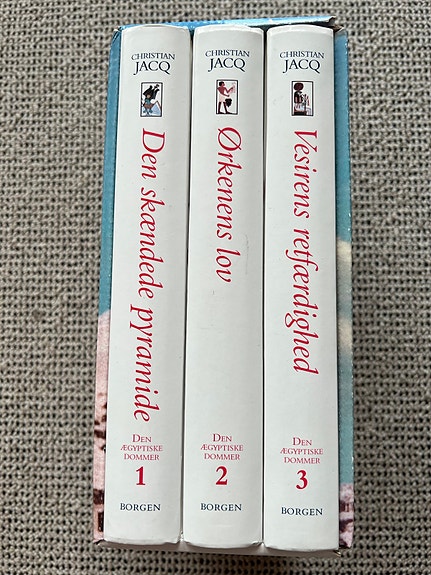 CHRISTIAN
JACQ
Den skændede pyramide
DEN
ÆGYPTISKE
DOMMER
1
BORGEN
CHRISTIAN
JACQ
Ørkenens lov
DEN
ÆGYPTISKE
DOMMER
2
BORGEN
CHRISTIAN
JACQ
Vesirens retfærdighed
DEN
ÆGYPTISKE
DOMMER
3
BORGEN